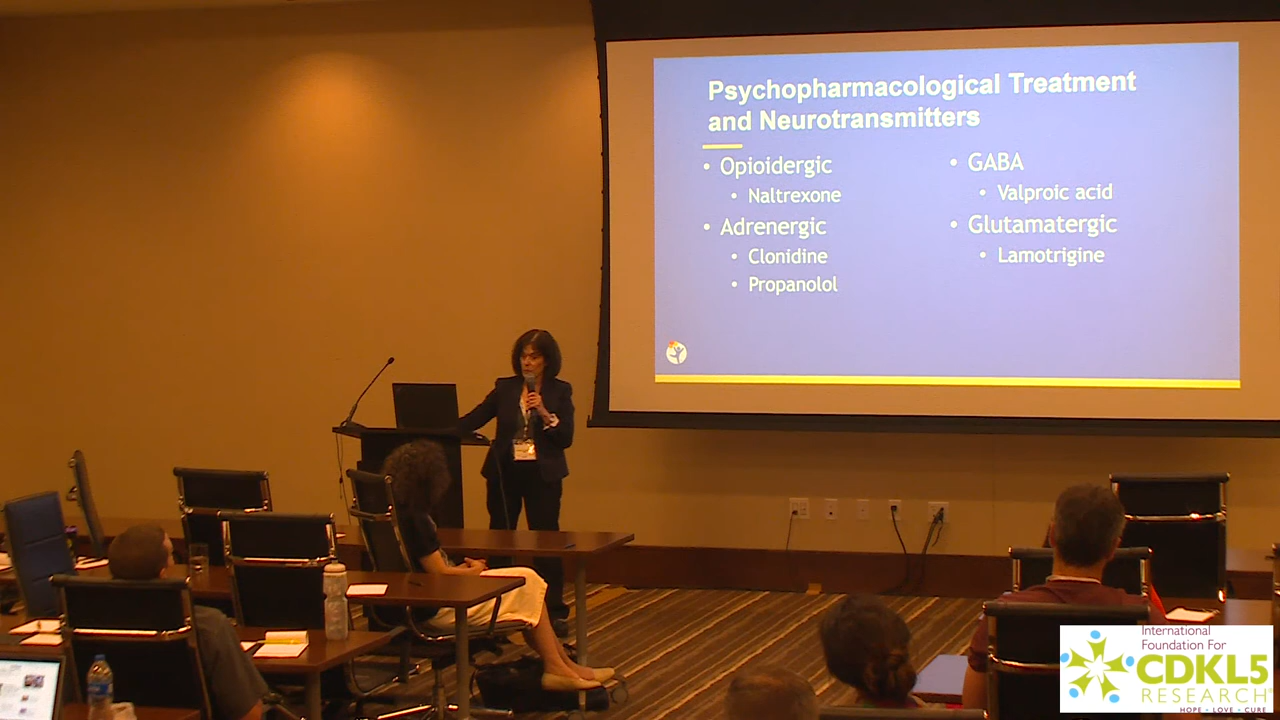 Psychopharmacological Treatment
and Neurotransmitters
• Opioidergic
• Naltrexone
• Adrenergic
• Clonidine
• Propanolol
• GABA
• Valproic acid
• Glutamatergic
• Lamotrigine
International
Foundation For
CDKL5
RESEARCH
HOPE • LOVE • CURE